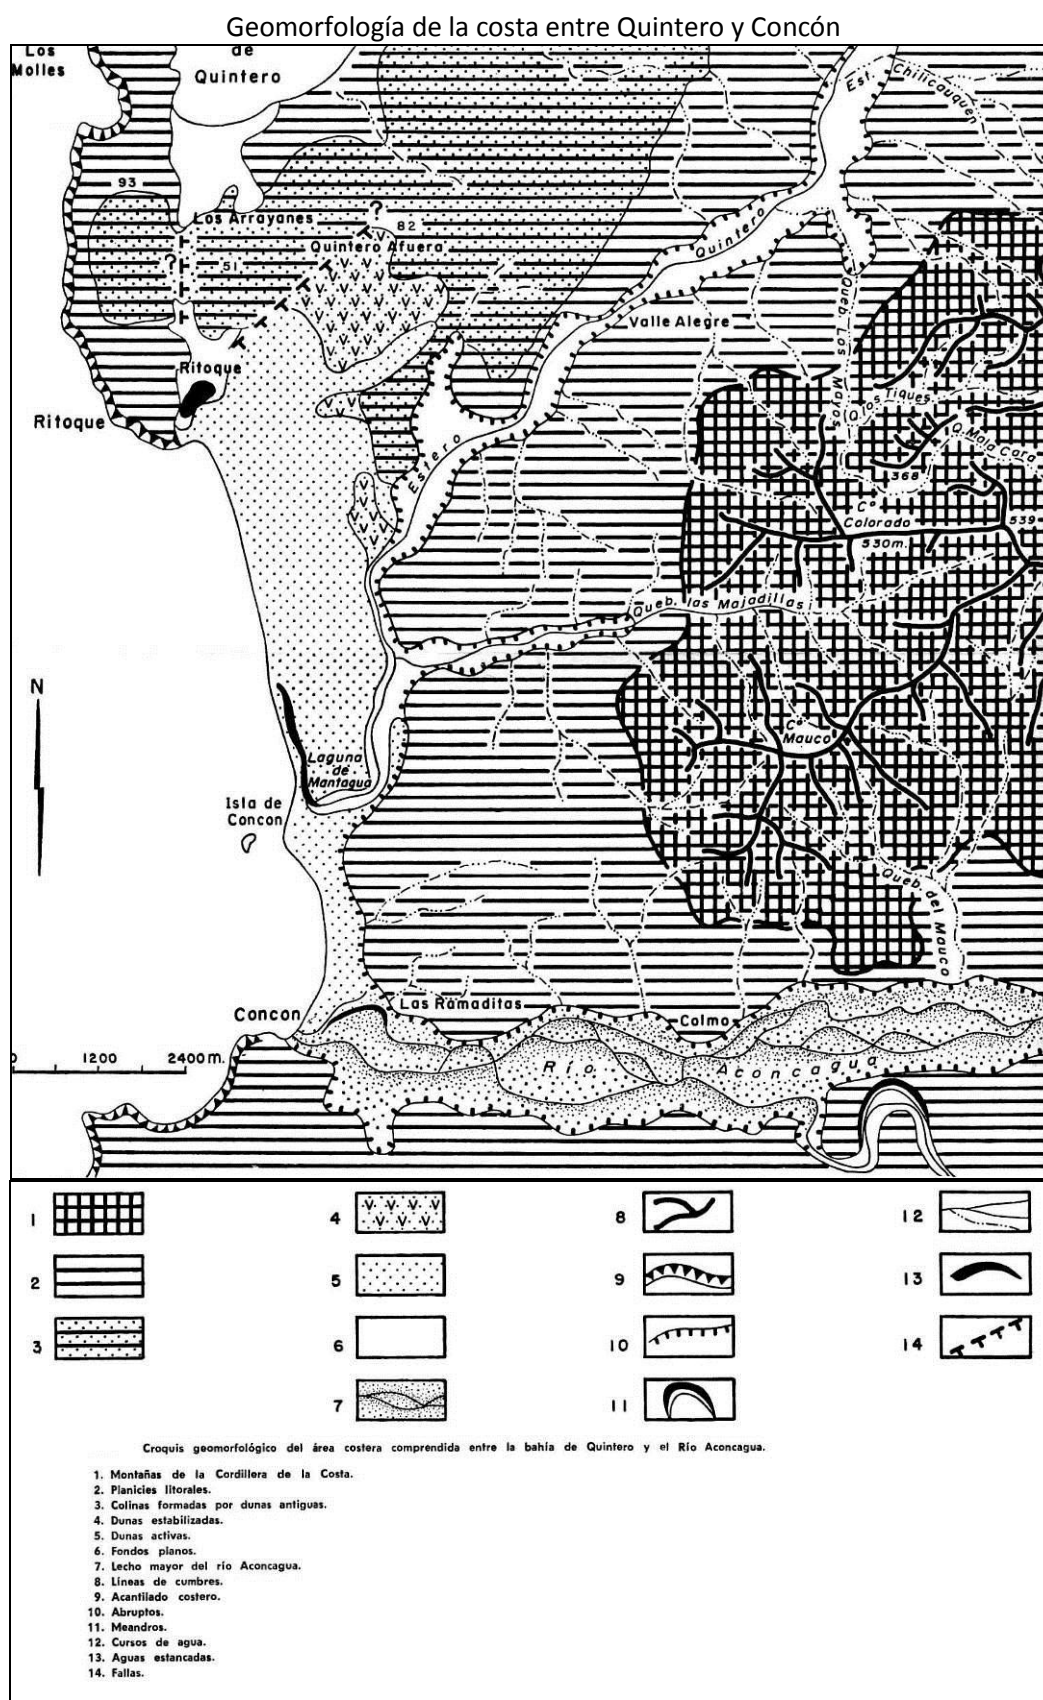 Geomorfología de la costa entre Quintero y Concón
Los
Molles
de
Quintero
Est. Chilicauquen
93
Los Arrayanes
?
82
Quintero Afuera
?
51
Quintero
Valle Alegre
Queb. Los Mayos
Ritoque
Q. los Tiques
Ritoque
Estero
Q. Mala Cara
368
Cº
Colorado
530m.
539
Queb. las Majadillas
N
Cº
Mauco
Laguna
de
Mantagua
Isla de
Concon
Queb. del Mauco
Concon
Las Ramaditas
Colmo
0 1200 2400 m.
Río Aconcagua
1 4 8 12
2 5 9 13
3 6 10 14
7 11
Croquis geomorfológico del área costera comprendida entre la bahía de Quintero y el Río Aconcagua.
1. Montañas de la Cordillera de la Costa.
2. Planicies litorales.
3. Colinas formadas por dunas antiguas.
4. Dunas estabilizadas.
5. Dunas activas.
6. Fondos planos.
7. Lecho mayor del río Aconcagua.
8. Líneas de cumbres.
9. Acantilado costero.
10. Abruptos.
11. Meandros.
12. Cursos de agua.
13. Aguas estancadas.
14. Fallas.